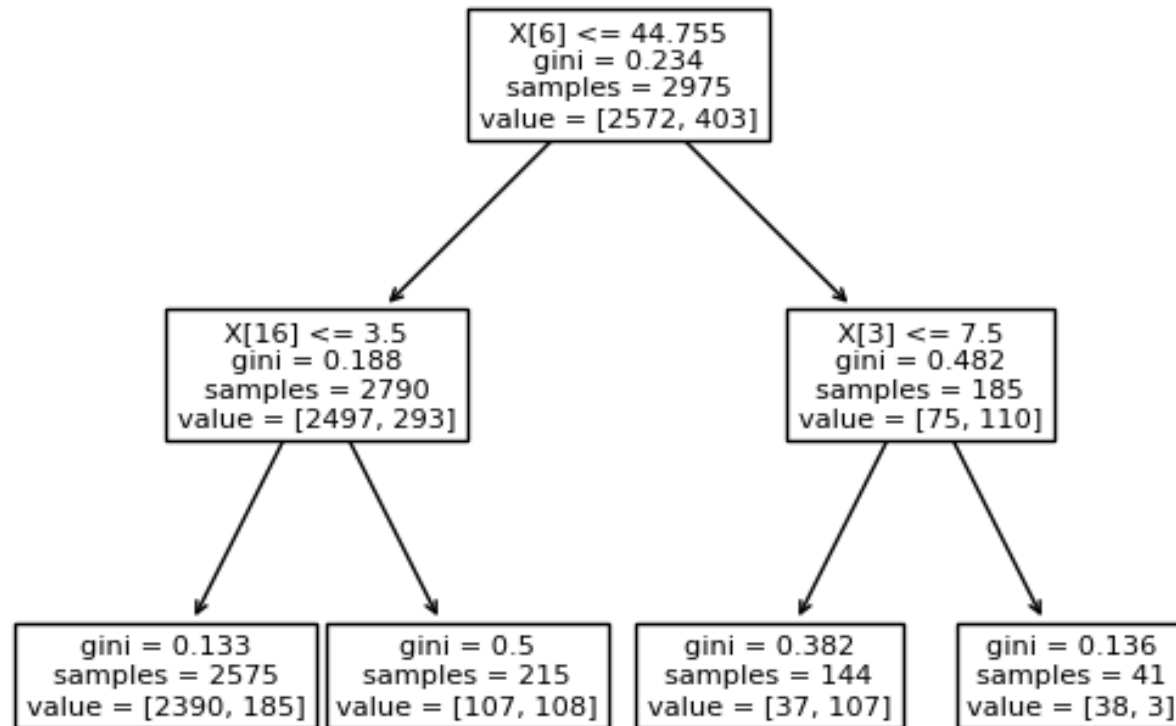 X[6] <= 44.755
gini = 0.234
samples = 2975
value = [2572, 403]
X[16] <= 3.5
gini = 0.188
samples = 2790
value = [2497, 293]
X[3] <= 7.5
gini = 0.482
samples = 185
value = [75, 110]
gini = 0.133
samples = 2575
value = [2390, 185]
gini = 0.5
samples = 215
value = [107, 108]
gini = 0.382
samples = 144
value = [37, 107]
gini = 0.136
samples = 41
value = [38, 3]